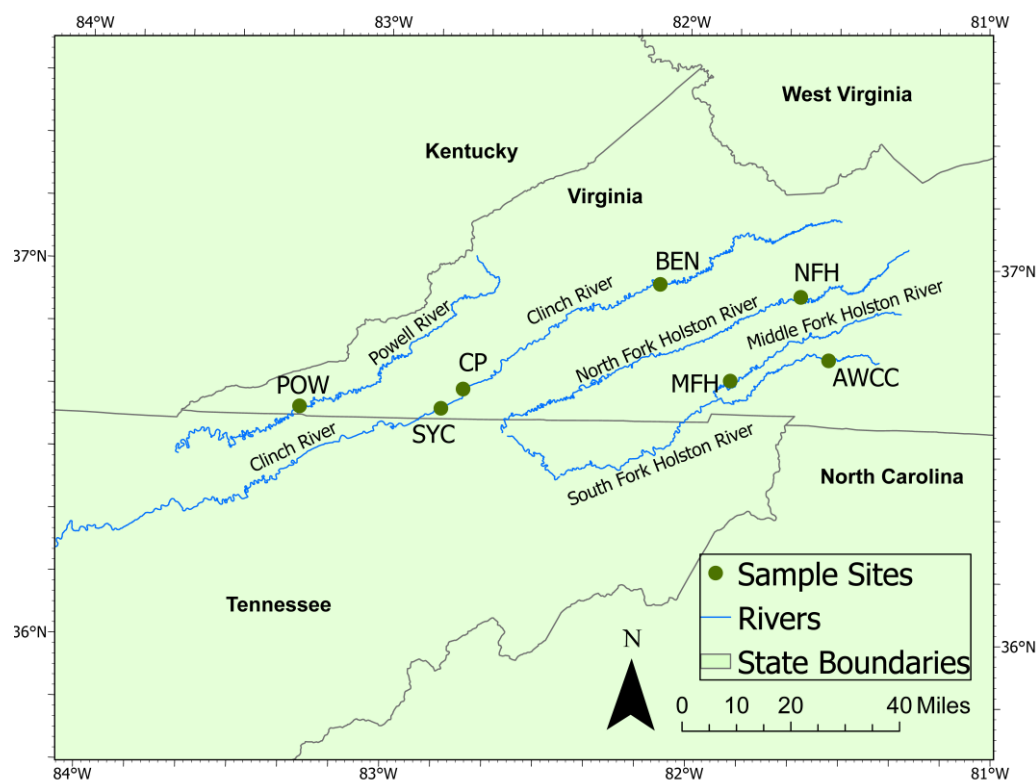 84°W
83°W
82°W
81°W
West Virginia
Kentucky
Virginia
37°N
37°N
BEN
NFH
Clinch River
North Fork Holston River
Middle Fork Holston River
Powell River
CP
POW
MFH
AWCC
SYC
Clinch River
South Fork Holston River
North Carolina
Tennessee
Sample Sites
Rivers
State Boundaries
36°N
36°N
N
0 10 20 40 Miles
84°W
83°W
82°W
81°W